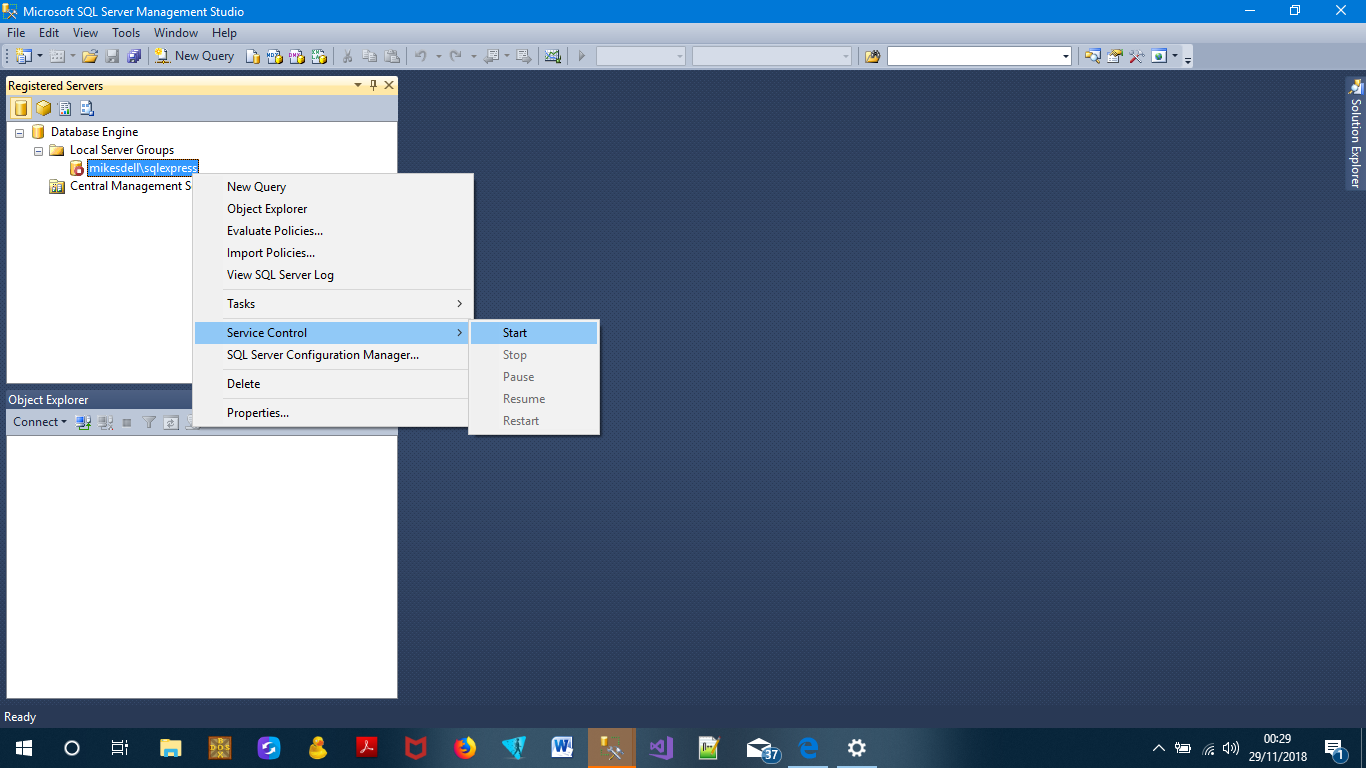 Microsoft SQL Server Management Studio
File Edit View Tools Window Help
New Query
Registered Servers
Database Engine
Local Server Groups
mikesdell\sqlexpress
Central Management S
New Query
Object Explorer
Evaluate Policies...
Import Policies...
View SQL Server Log
Tasks
Service Control
SQL Server Configuration Manager...
Delete
Properties...
Start
Stop
Pause
Resume
Restart
Object Explorer
Connect
Solution Explorer
Ready
DOS
W
37
00:29
29/11/2018
1